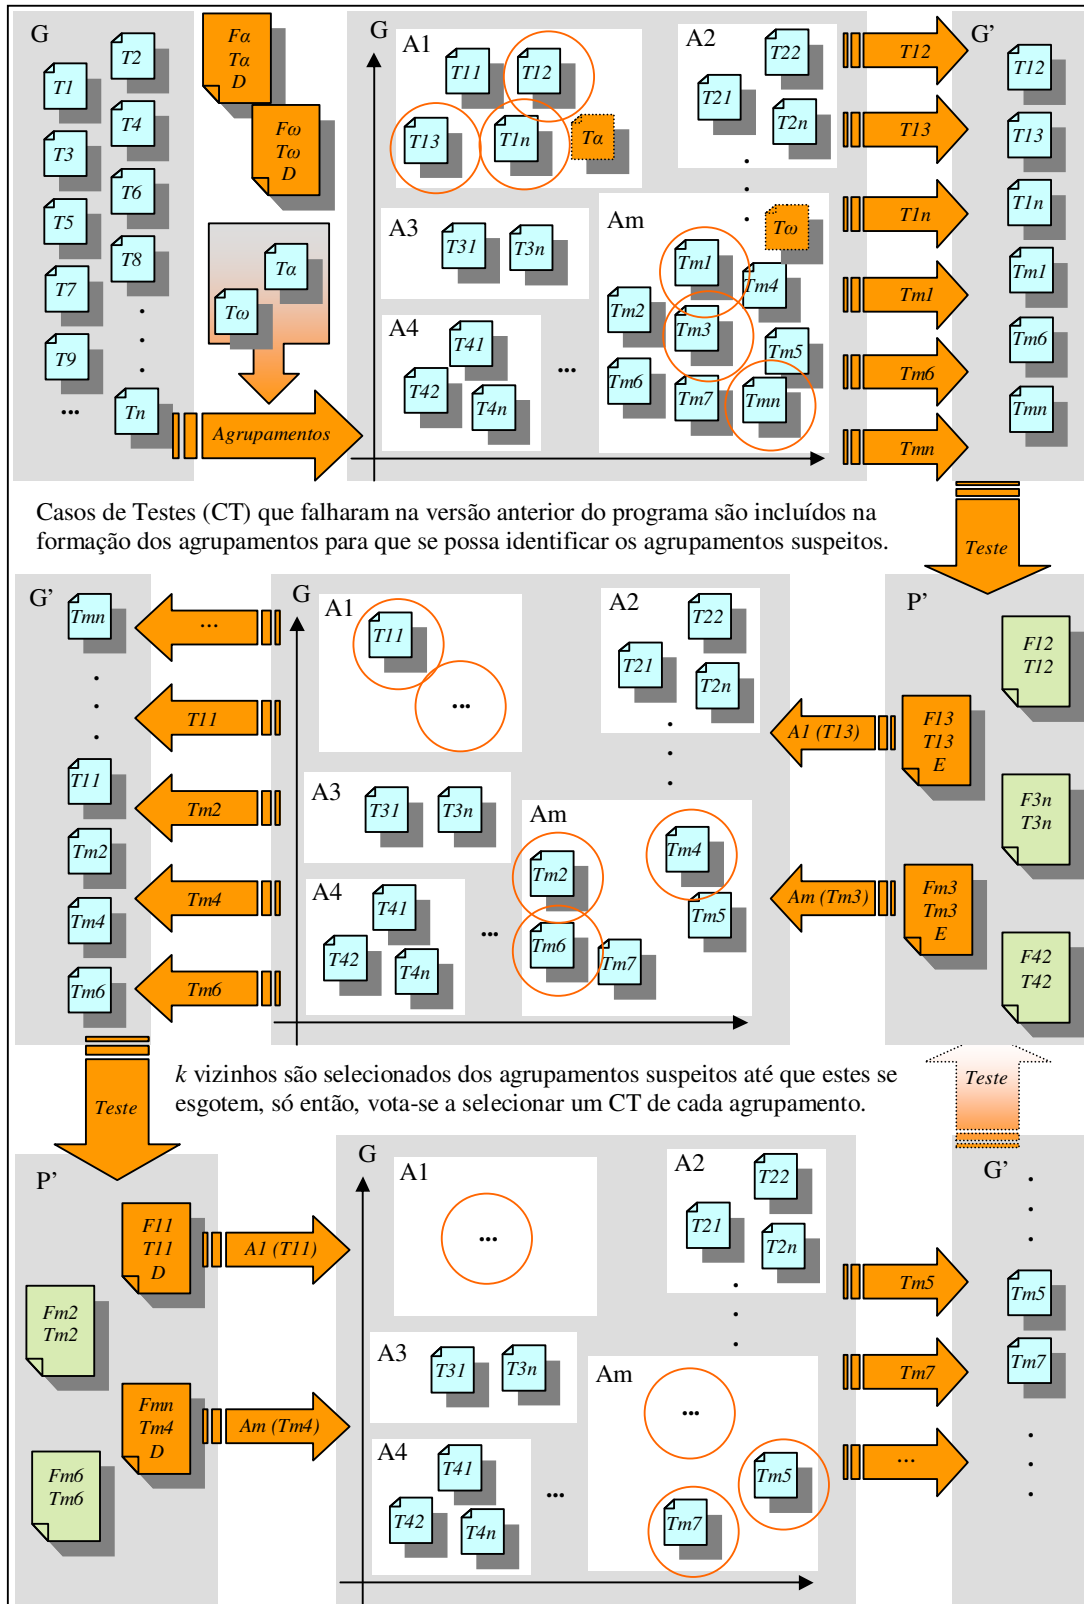 G
T1
T2
T3
T4
T5
T6
T7
T8
T9
...
Tn
Fα
Tα
D
Fω
Tω
D
Tα
Tω
Agrupamentos
G
A1
T11
T12
T13
T1n
Tα
A2
T22
T21
T2n
A3
T31
T3n
A4
T41
T42
T4n
...
Am
Tω
Tm1
Tm4
Tm2
Tm3
Tm5
Tm6
Tm7
Tmn
T12
T13
T1n
Tm1
Tm6
Tmn
G’
T12
T13
T1n
Tm1
Tm6
Tmn
Casos de Testes (CT) que falharam na versão anterior do programa são incluídos na
formação dos agrupamentos para que se possa identificar os agrupamentos suspeitos.
Teste
P’
F12
T12
F13
T13
E
F3n
T3n
Fm3
Tm3
E
F42
T42
A1 (T13)
Am (Tm3)
G
A1
T11
...
A2
T22
T21
T2n
A3
T31
T3n
A4
T41
T42
T4n
...
Am
Tm4
Tm2
Tm5
Tm6
Tm7
...
T11
Tm2
Tm4
Tm6
G’
Tmn
T11
Tm2
Tm4
Tm6
Teste
k vizinhos são selecionados dos agrupamentos suspeitos até que estes se
esgotem, só então, vota-se a selecionar um CT de cada agrupamento.
Teste
P’
F11
T11
D
Fm2
Tm2
Fmn
Tm4
D
Fm6
Tm6
A1 (T11)
Am (Tm4)
G
A1
...
A2
T22
T21
T2n
A3
T31
T3n
A4
T41
T42
T4n
...
Am
...
Tm5
Tm7
Tm5
Tm7
...
G’
Tm5
Tm7